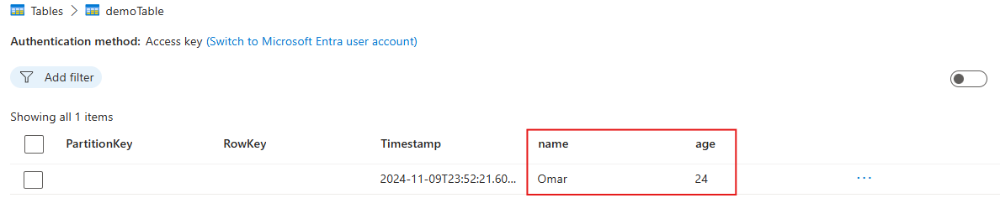 Tables > demoTable
Authentication method: Access key (Switch to Microsoft Entra user account)
Add filter
Showing all 1 items
PartitionKey RowKey Timestamp name age
2024-11-09T23:52:21.60... Omar 24 ...